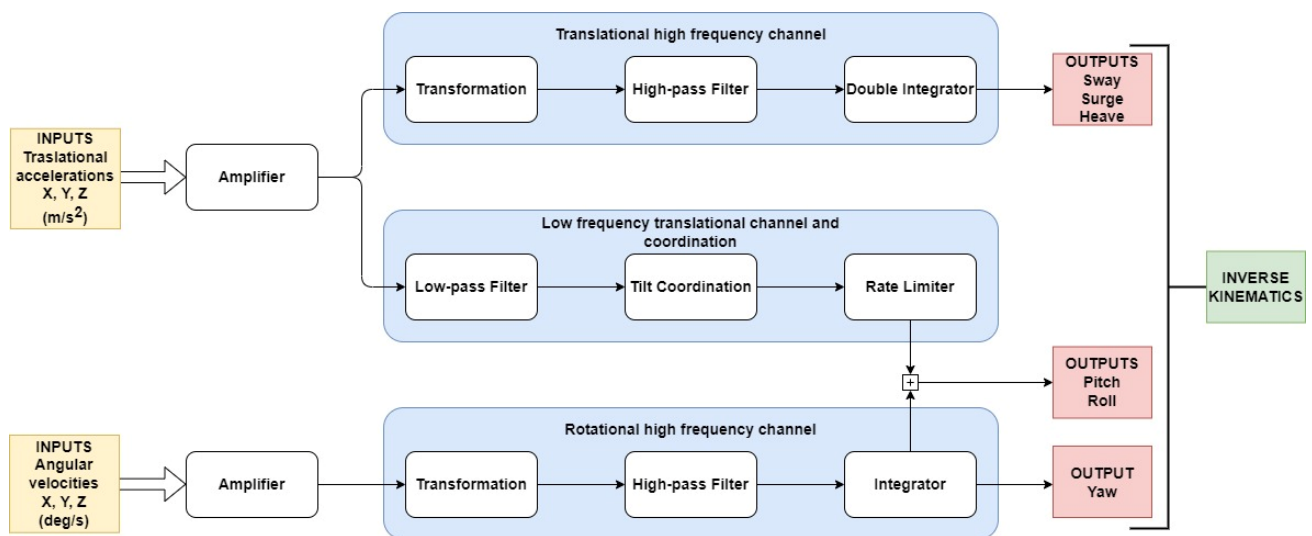 Translational high frequency channel
Transformation
High-pass Filter
Double Integrator
OUTPUTS
Sway
Surge
Heave
INPUTS
Traslational
accelerations
X, Y, Z
(m/s²)
Amplifier
Low frequency translational channel and
coordination
Low-pass Filter
Tilt Coordination
Rate Limiter
INVERSE
KINEMATICS
+
OUTPUTS
Pitch
Roll
Rotational high frequency channel
INPUTS
Angular
velocities
X, Y, Z
(deg/s)
Amplifier
Transformation
High-pass Filter
Integrator
OUTPUT
Yaw